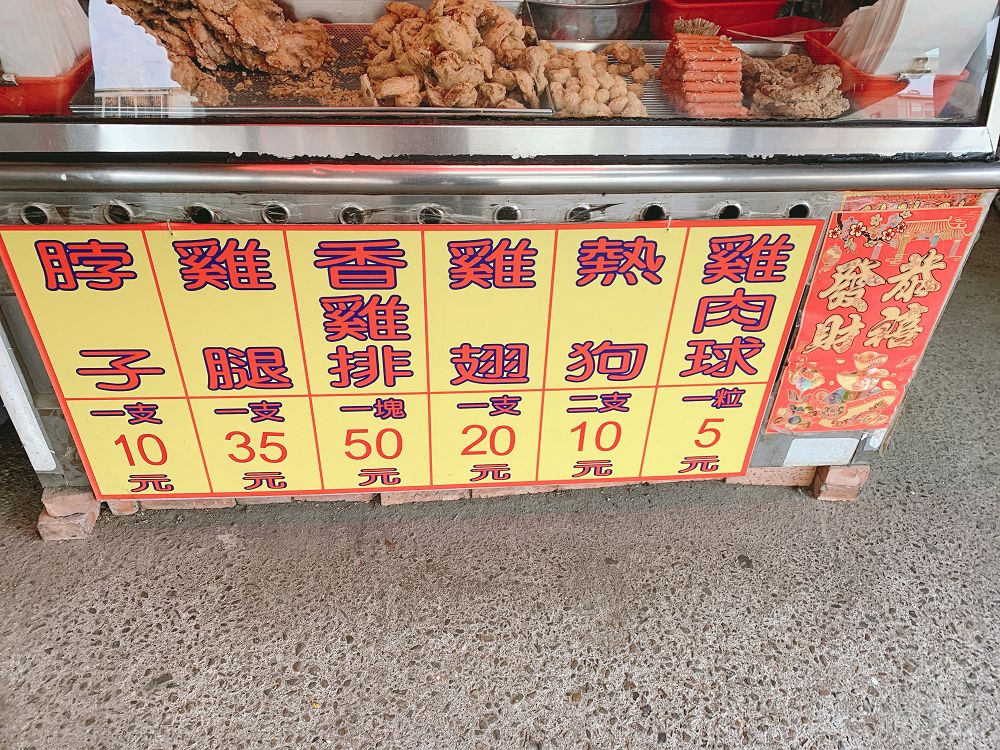 脖子
一支
10
元
雞腿
一支
35
元
香雞排
一塊
50
元
雞翅
一支
20
元
熱狗
二支
10
元
雞肉球
一粒
5
元
恭禧
發財